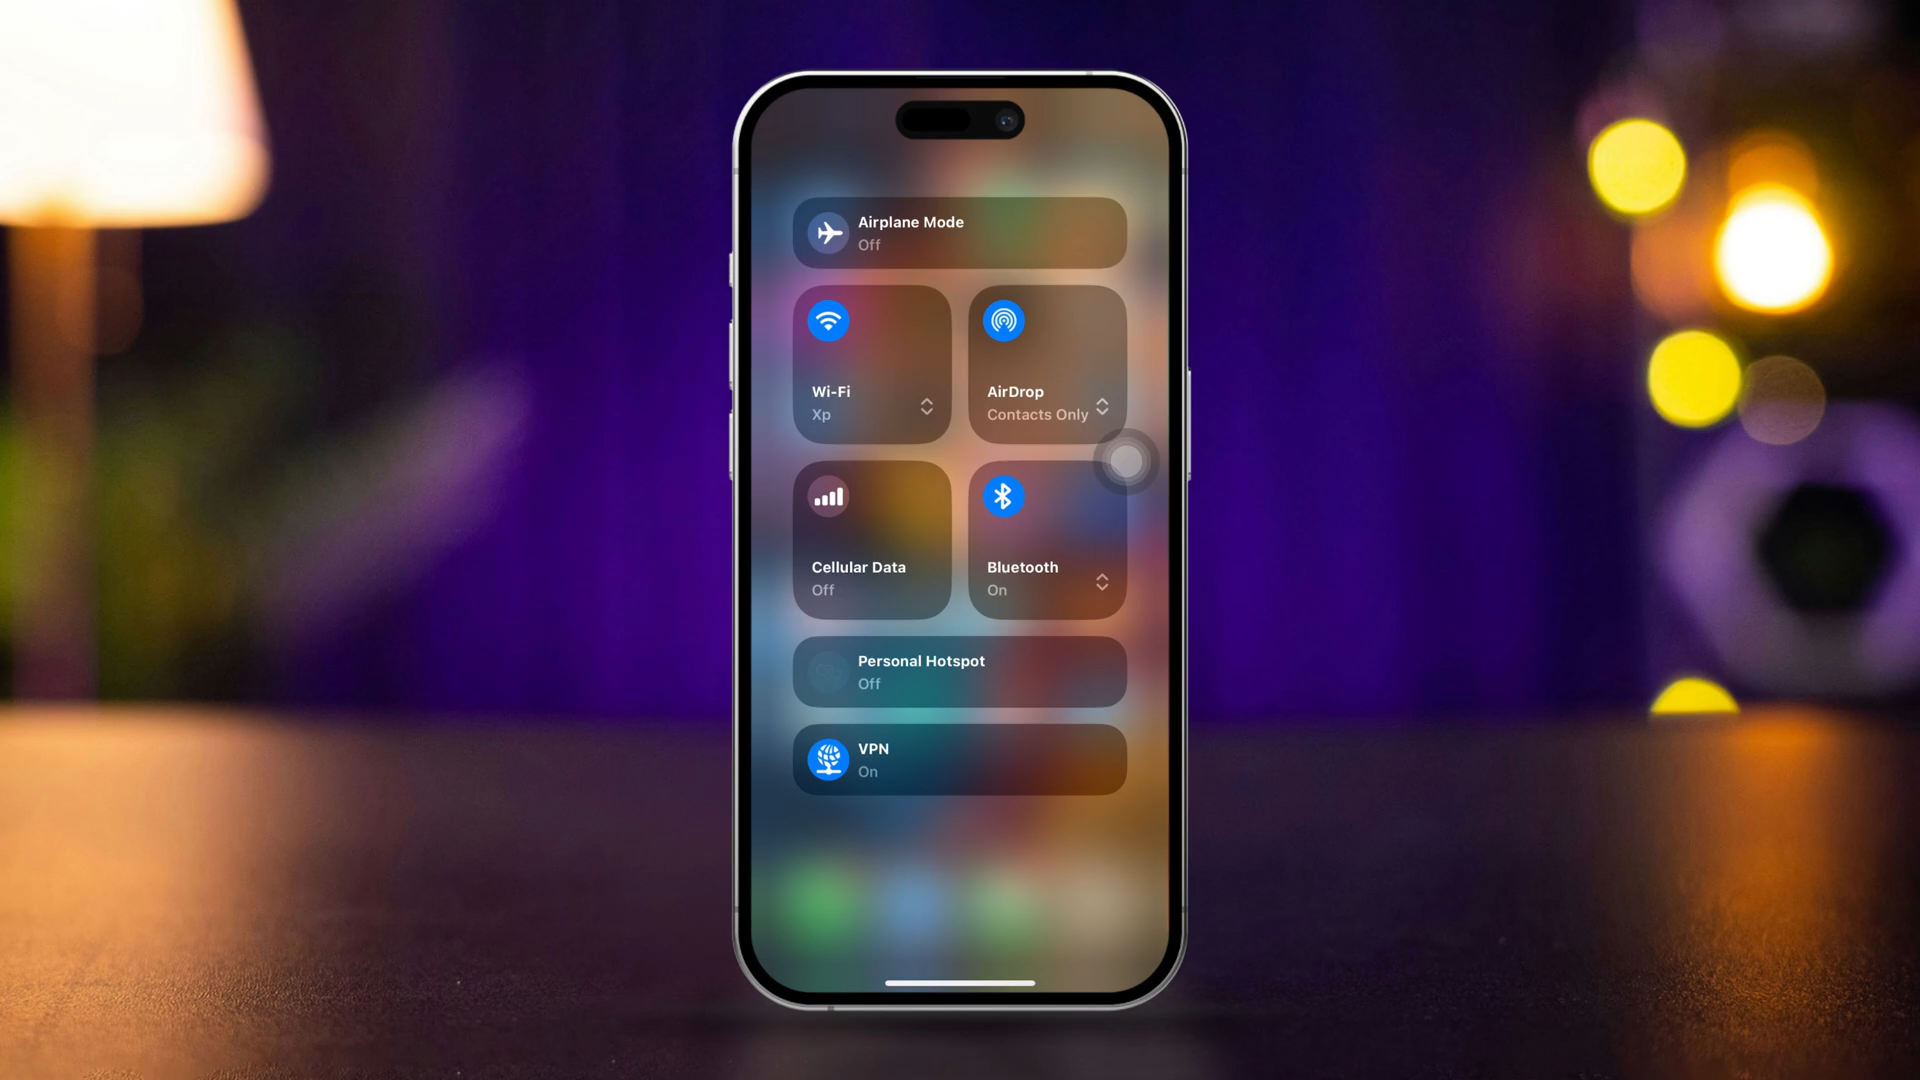 Airplane Mode
Off
Wi-Fi
Xp
AirDrop
Contacts Only
Cellular Data
Off
Bluetooth
On
Personal Hotspot
Off
VPN
On